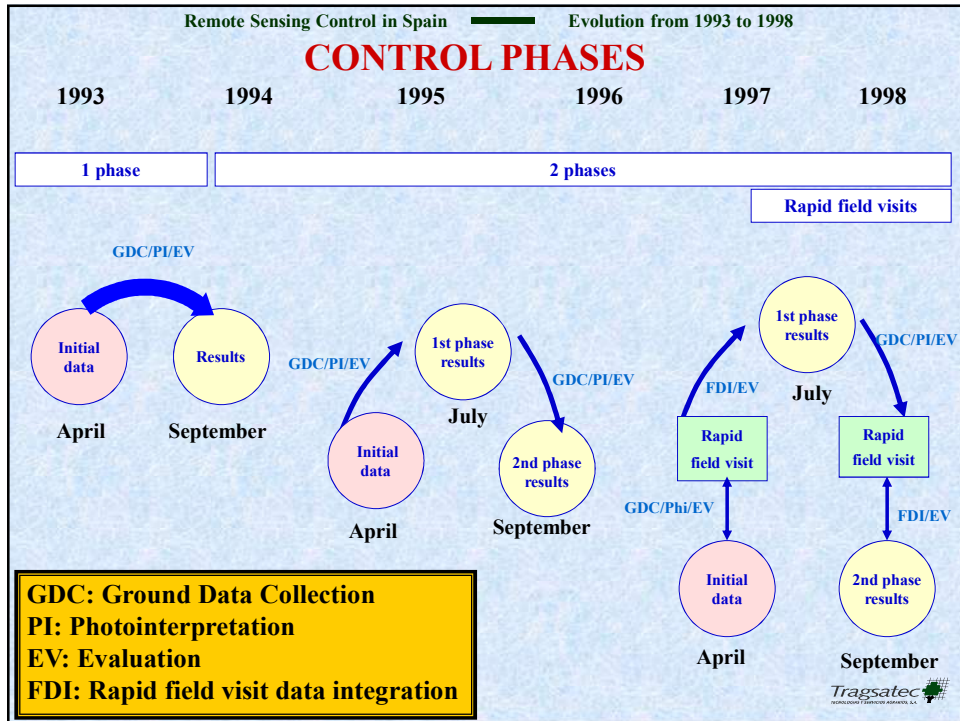 Remote Sensing Control in Spain Evolution from 1993 to 1998
CONTROL PHASES
1993 1994 1995 1996 1997 1998
1 phase
2 phases
Rapid field visits
GDC/PI/EV
Initial
data
Results
April
September
GDC/PI/EV
1st phase
results
July
GDC/PI/EV
Initial
data
April
2nd phase
results
September
1st phase
results
July
GDC/PI/EV
FDI/EV
Rapid
field visit
Rapid
field visit
GDC/Phi/EV
FDI/EV
Initial
data
April
2nd phase
results
September
GDC: Ground Data Collection
PI: Photointerpretation
EV: Evaluation
FDI: Rapid field visit data integration
Tragsatec
TECNOLOGIAS Y SERVICIOS AGRARIOS, S.A.